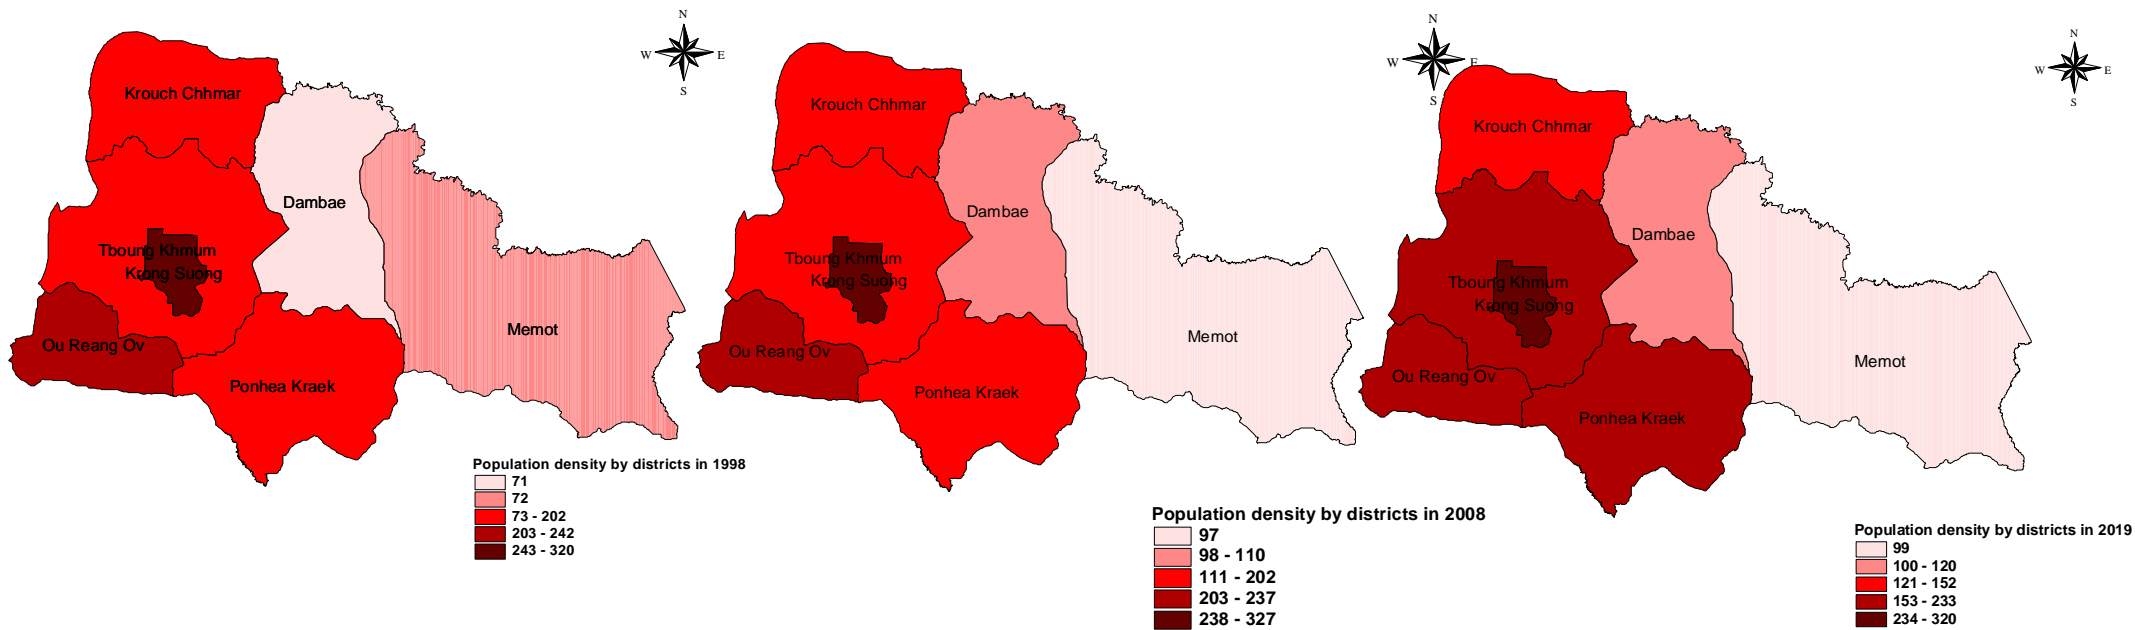 N
W E
S
Krouch Chhmar
Dambae
Tboung Khmum
Krong Suong
Memot
Ou Reang Ov
Ponhea Kraek
Population density by districts in 1998
71
72
73 - 202
203 - 242
243 - 320
N
W E
S
Krouch Chhmar
Dambae
Tboung Khmum
Krong Suong
Memot
Ou Reang Ov
Ponhea Kraek
Population density by districts in 2008
97
98 - 110
111 - 202
203 - 237
238 - 327
N
W E
S
Krouch Chhmar
Dambae
Tboung Khmum
Krong Suong
Memot
Ou Reang Ov
Ponhea Kraek
Population density by districts in 2019
99
100 - 120
121 - 152
153 - 233
234 - 320